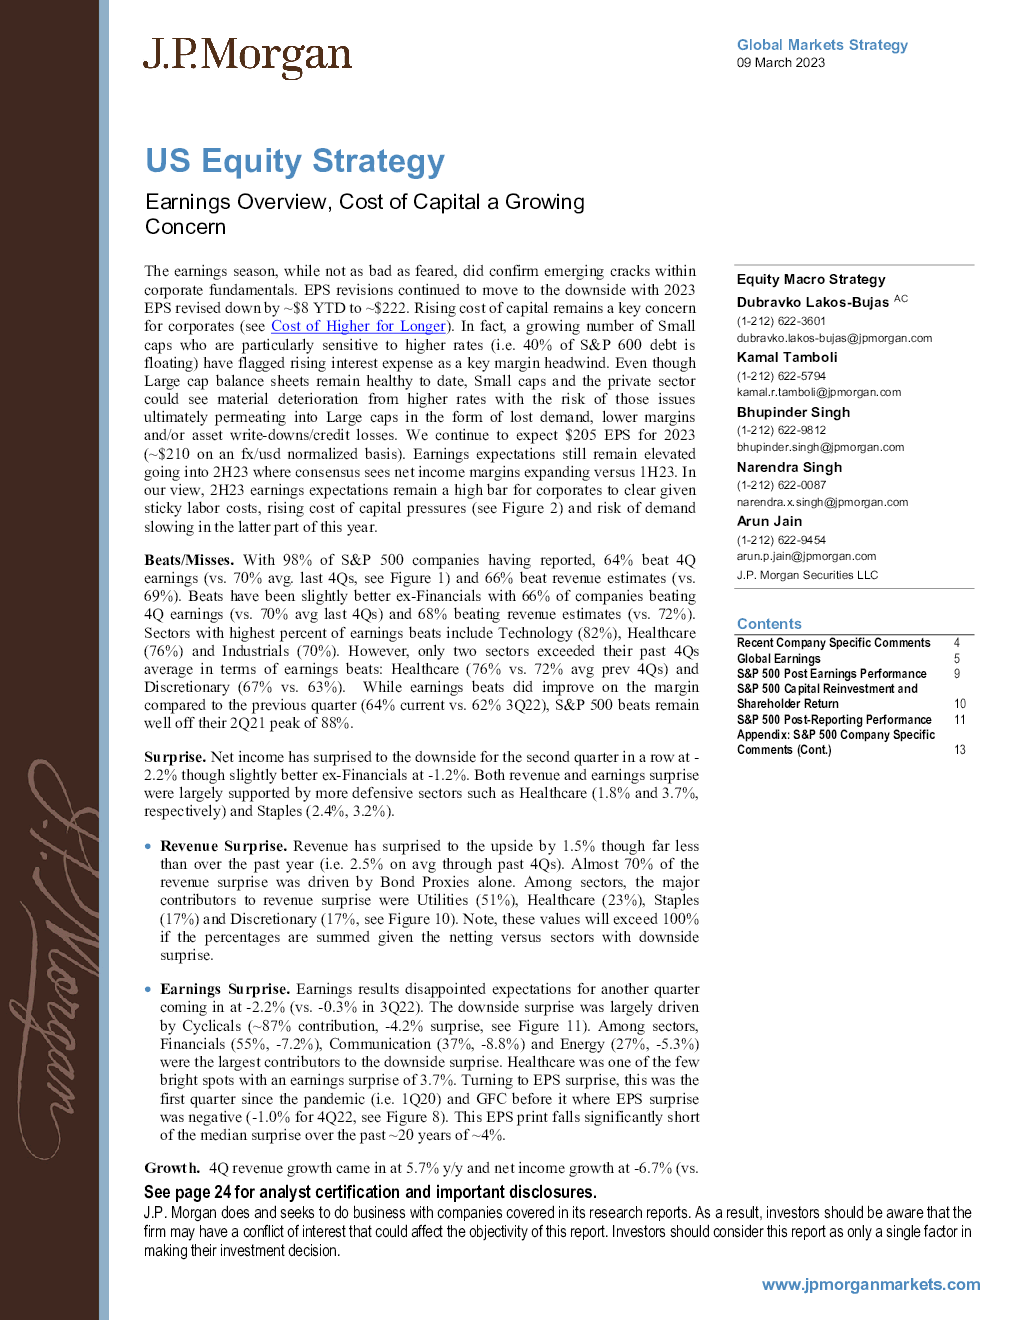 J.P.Morgan
Global Markets Strategy
09 March 2023
US Equity Strategy
Earnings Overview, Cost of Capital a Growing
Concern
The earnings season, while not as bad as feared, did confirm emerging cracks within
corporate fundamentals. EPS revisions continued to move to the downside with 2023
EPS revised down by ~$8 YTD to ~$222. Rising cost of capital remains a key concern
for corporates (see Cost of Higher for Longer). In fact, a growing number of Small
caps who are particularly sensitive to higher rates (i.e. 40% of S&P 600 debt is
floating) have flagged rising interest expense as a key margin headwind. Even though
Large cap balance sheets remain healthy to date, Small caps and the private sector
could see material deterioration from higher rates with the risk of those issues
ultimately permeating into Large caps in the form of lost demand, lower margins
and/or asset write-downs/credit losses. We continue to expect $205 EPS for 2023
(~$210 on an fx/usd normalized basis). Earnings expectations still remain elevated
going into 2H23 where consensus sees net income margins expanding versus 1H23. In
our view, 2H23 earnings expectations remain a high bar for corporates to clear given
sticky labor costs, rising cost of capital pressures (see Figure 2) and risk of demand
slowing in the latter part of this year.
Beats/Misses. With 98% of S&P 500 companies having reported, 64% beat 4Q
earnings (vs. 70% avg. last 4Qs, see Figure 1) and 66% beat revenue estimates (vs.
69%). Beats have been slightly better ex-Financials with 66% of companies beating
4Q earnings (vs. 70% avg last 4Qs) and 68% beating revenue estimates (vs. 72%).
Sectors with highest percent of earnings beats include Technology (82%), Healthcare
(76%) and Industrials (70%). However, only two sectors exceeded their past 4Qs
average in terms of earnings beats: Healthcare (76% vs. 72% avg prev 4Qs) and
Discretionary (67% vs. 63%). While earnings beats did improve on the margin
compared to the previous quarter (64% current vs. 62% 3Q22), S&P 500 beats remain
well off their 2Q21 peak of 88%.
Surprise. Net income has surprised to the downside for the second quarter in a row at -
2.2% though slightly better ex-Financials at -1.2%. Both revenue and earnings surprise
were largely supported by more defensive sectors such as Healthcare (1.8% and 3.7%,
respectively) and Staples (2.4%, 3.2%).
• Revenue Surprise. Revenue has surprised to the upside by 1.5% though far less
than over the past year (i.e. 2.5% on avg through past 4Qs). Almost 70% of the
revenue surprise was driven by Bond Proxies alone. Among sectors, the major
contributors to revenue surprise were Utilities (51%), Healthcare (23%), Staples
(17%) and Discretionary (17%, see Figure 10). Note, these values will exceed 100%
if the percentages are summed given the netting versus sectors with downside
surprise.
• Earnings Surprise. Earnings results disappointed expectations for another quarter
coming in at -2.2% (vs. -0.3% in 3Q22). The downside surprise was largely driven
by Cyclicals (~87% contribution, -4.2% surprise, see Figure 11). Among sectors,
Financials (55%, -7.2%), Communication (37%, -8.8%) and Energy (27%, -5.3%)
were the largest contributors to the downside surprise. Healthcare was one of the few
bright spots with an earnings surprise of 3.7%. Turning to EPS surprise, this was the
first quarter since the pandemic (i.e. 1Q20) and GFC before it where EPS surprise
was negative (-1.0% for 4Q22, see Figure 8). This EPS print falls significantly short
of the median surprise over the past ~20 years of ~4%.
Growth. 4Q revenue growth came in at 5.7% y/y and net income growth at -6.7% (vs.
Equity Macro Strategy
Dubravko Lakos-Bujas AC
(1-212) 622-3601
dubravko.lakos-bujas@jpmorgan.com
Kamal Tamboli
(1-212) 622-5794
kamal.r.tamboli@jpmorgan.com
Bhupinder Singh
(1-212) 622-9812
bhupinder.singh@jpmorgan.com
Narendra Singh
(1-212) 622-0087
narendra.x.singh@jpmorgan.com
Arun Jain
(1-212) 622-9454
arun.p.jain@jpmorgan.com
J.P. Morgan Securities LLC
Contents
Recent Company Specific Comments 4
Global Earnings 5
S&P 500 Post Earnings Performance 9
S&P 500 Capital Reinvestment and
Shareholder Return 10
S&P 500 Post-Reporting Performance 11
Appendix: S&P 500 Company Specific
Comments (Cont.) 13
J.P.Morgan
See page 24 for analyst certification and important disclosures.
J.P. Morgan does and seeks to do business with companies covered in its research reports. As a result, investors should be aware that the
firm may have a conflict of interest that could affect the objectivity of this report. Investors should consider this report as only a single factor in
making their investment decision.
www.jpmorganmarkets.com